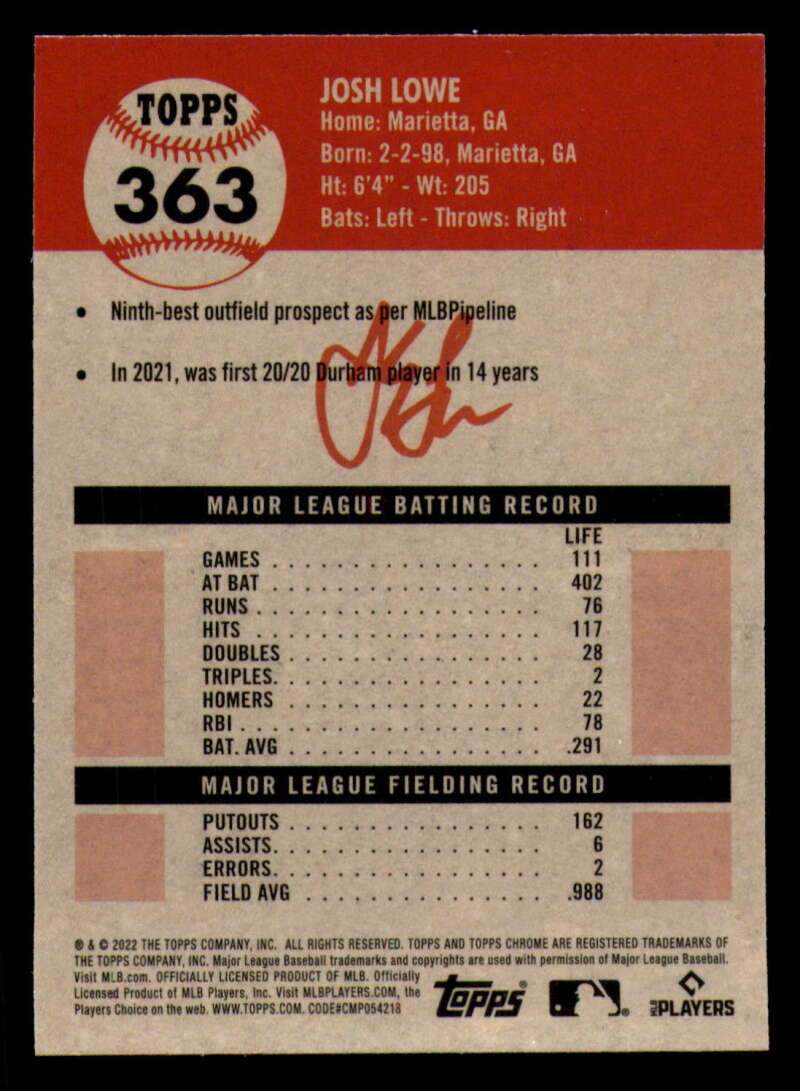 TOPPS
363
JOSH LOWE
Home: Marietta, GA
Born: 2-2-98, Marietta, GA
Ht: 6'4" - Wt: 205
Bats: Left - Throws: Right
• Ninth-best outfield prospect as per MLBPipeline
• In 2021, was first 20/20 Durham player in 14 years
MAJOR LEAGUE BATTING RECORD
LIFE
GAMES . . . . . . . . . . . . . . . . . 111
AT BAT . . . . . . . . . . . . . . . . . 402
RUNS . . . . . . . . . . . . . . . . . . 76
HITS . . . . . . . . . . . . . . . . . . 117
DOUBLES . . . . . . . . . . . . . . . . 28
TRIPLES. . . . . . . . . . . . . . . . . 2
HOMERS . . . . . . . . . . . . . . . . 22
RBI . . . . . . . . . . . . . . . . . . . 78
BAT. AVG . . . . . . . . . . . . . . . .291
MAJOR LEAGUE FIELDING RECORD
PUTOUTS . . . . . . . . . . . . . . . . 162
ASSISTS. . . . . . . . . . . . . . . . . 6
ERRORS. . . . . . . . . . . . . . . . . 2
FIELD AVG . . . . . . . . . . . . . . . .988
® & © 2022 THE TOPPS COMPANY, INC. ALL RIGHTS RESERVED. TOPPS AND TOPPS CHROME ARE REGISTERED TRADEMARKS OF
THE TOPPS COMPANY, INC. Major League Baseball trademarks and copyrights are used with permission of Major League Baseball.
Visit MLB.com. OFFICIALLY LICENSED PRODUCT OF MLB. Officially
Licensed Product of MLB Players, Inc. Visit MLBPLAYERS.COM, the
Players Choice on the web. WWW.TOPPS.COM. CODE#CMP054218
topps®
MLB PLAYERS